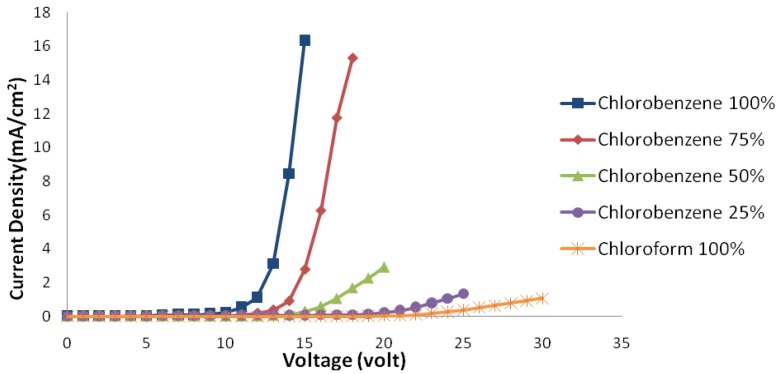 18
16
14
12
10
8
6
4
2
0
Current Density(mA/cm²)
0 5 10 15 20 25 30 35
Voltage (volt)
Chlorobenzene 100%
Chlorobenzene 75%
Chlorobenzene 50%
Chlorobenzene 25%
Chloroform 100%